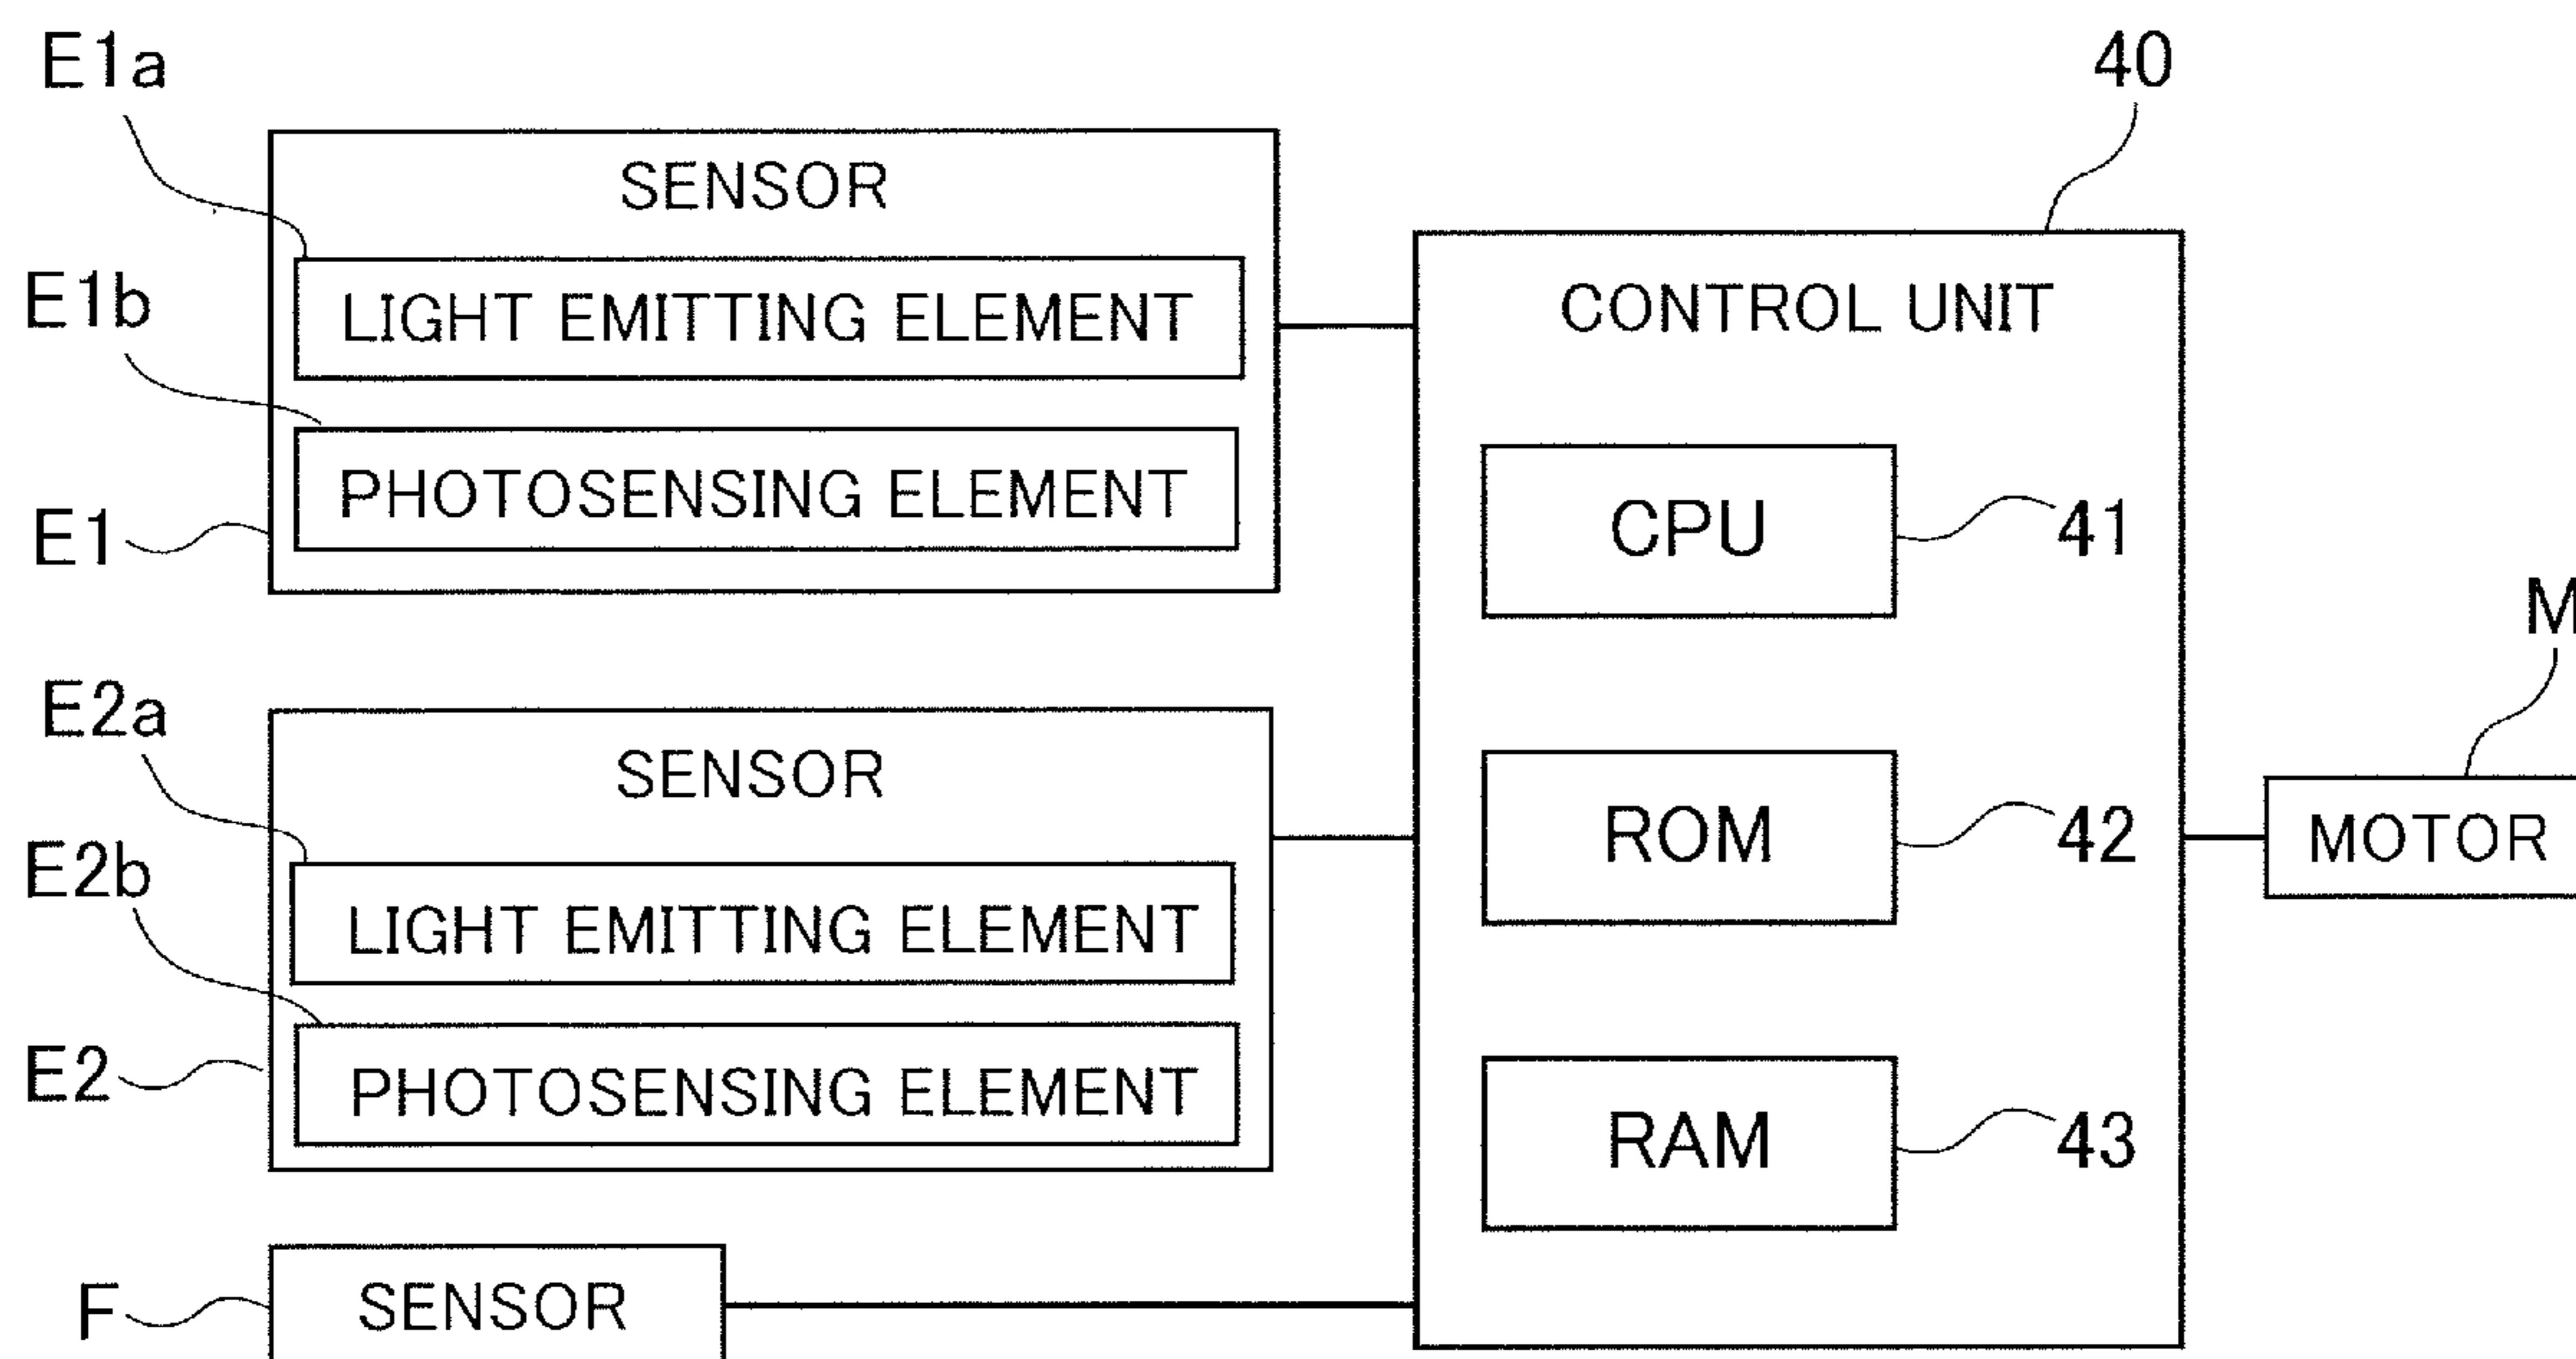 E1a
40
SENSOR
E1b
LIGHT EMITTING ELEMENT
CONTROL UNIT
PHOTOSENSING ELEMENT
E1
CPU
41
M
E2a
SENSOR
E2b
LIGHT EMITTING ELEMENT
ROM
42
MOTOR
E2
PHOTOSENSING ELEMENT
RAM
43
F
SENSOR